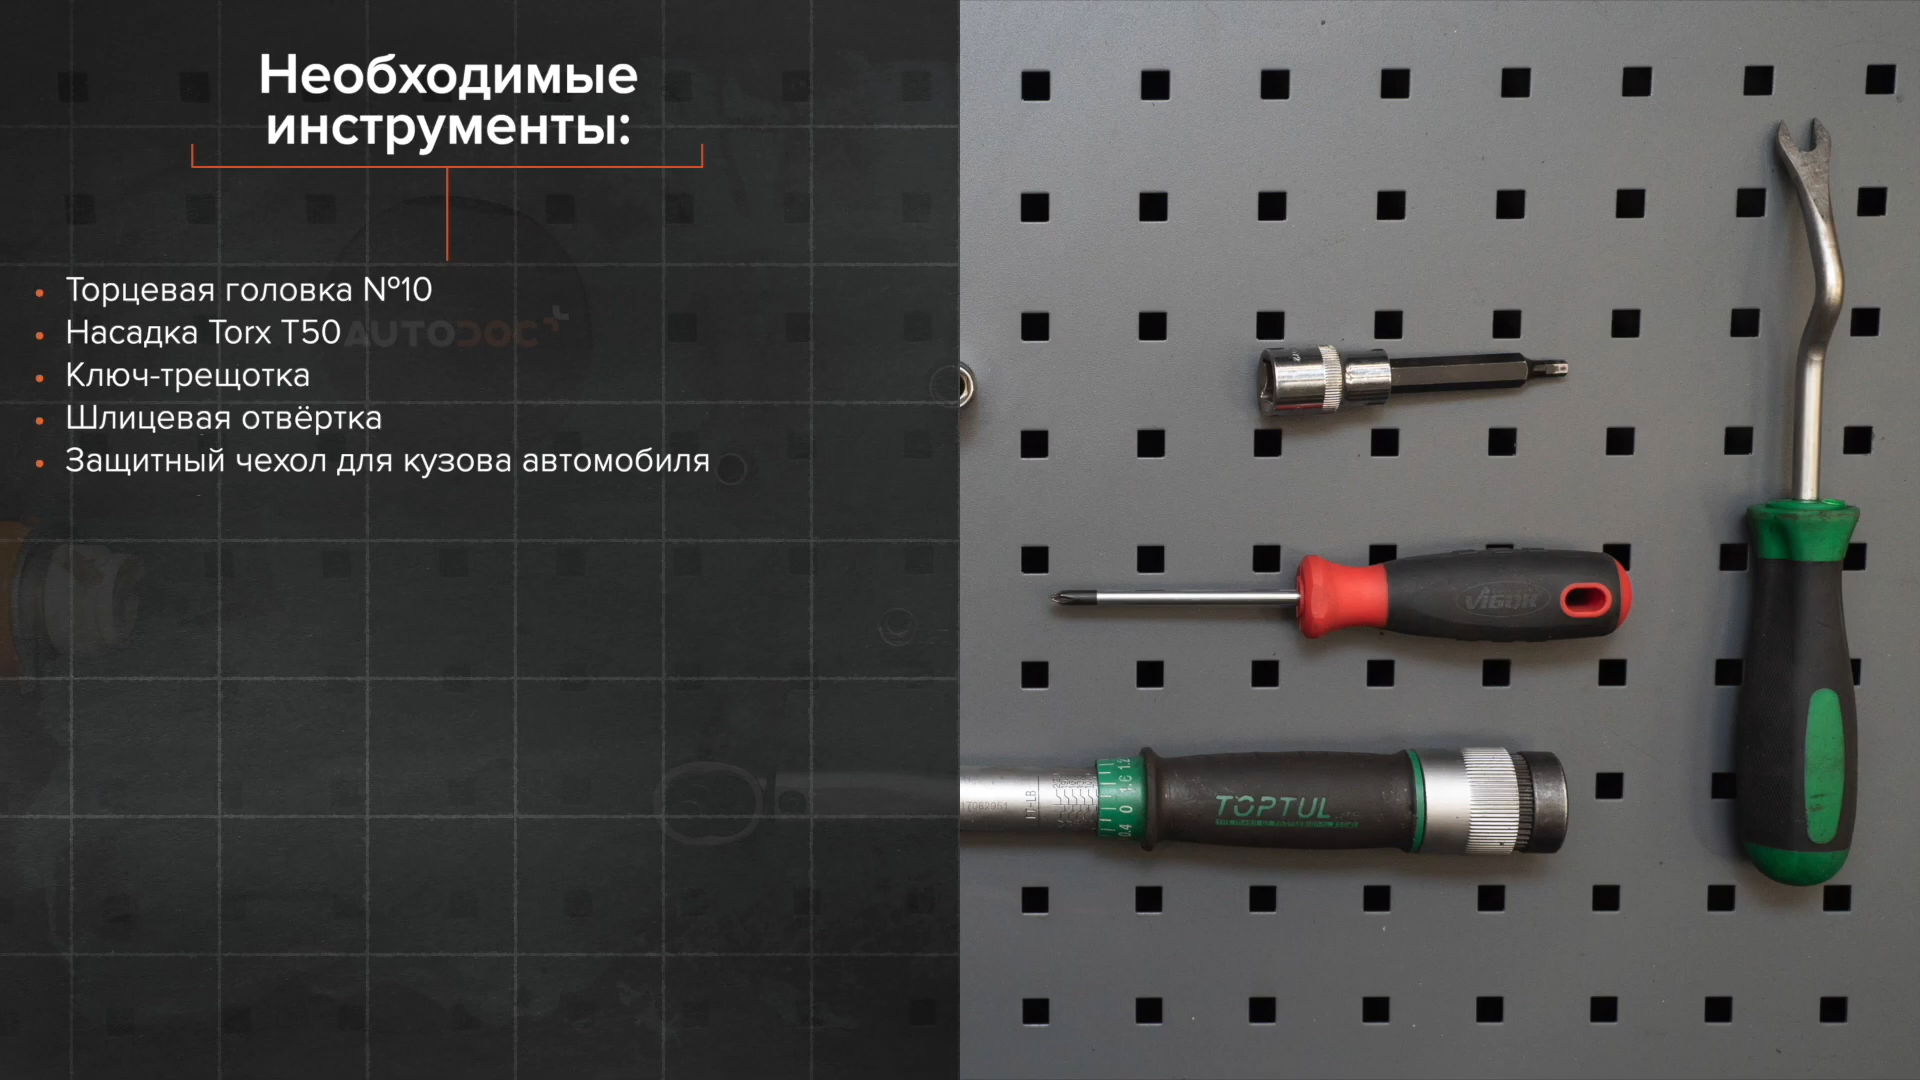 Необходимые
инструменты:
Торцевая головка №10
Насадка Torx T50
Ключ-трещотка
Шлицевая отвёртка
Защитный чехол для кузова автомобиля
AUTODOC
VIGOR
TOPTUL